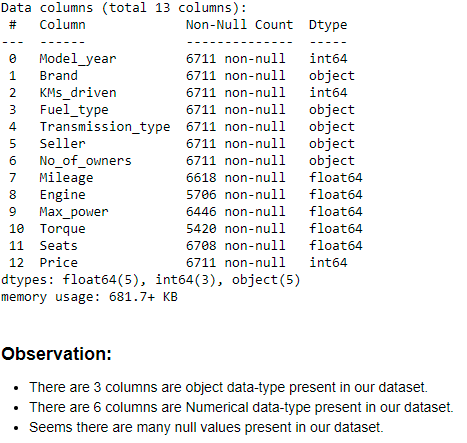 Data columns (total 13 columns):
 #   Column             Non-Null Count  Dtype
---  ------             --------------  -----
 0   Model_year         6711 non-null   int64
 1   Brand              6711 non-null   object
 2   KMs_driven         6711 non-null   int64
 3   Fuel_type          6711 non-null   object
 4   Transmission_type  6711 non-null   object
 5   Seller             6711 non-null   object
 6   No_of_owners       6711 non-null   object
 7   Mileage            6618 non-null   float64
 8   Engine             5706 non-null   float64
 9   Max_power          6446 non-null   float64
 10  Torque             5420 non-null   float64
 11  Seats              6708 non-null   float64
 12  Price              6711 non-null   int64
dtypes: float64(5), int64(3), object(5)
memory usage: 681.7+ KB
Observation:
• There are 3 columns are object data-type present in our dataset.
• There are 6 columns are Numerical data-type present in our dataset.
• Seems there are many null values present in our dataset.